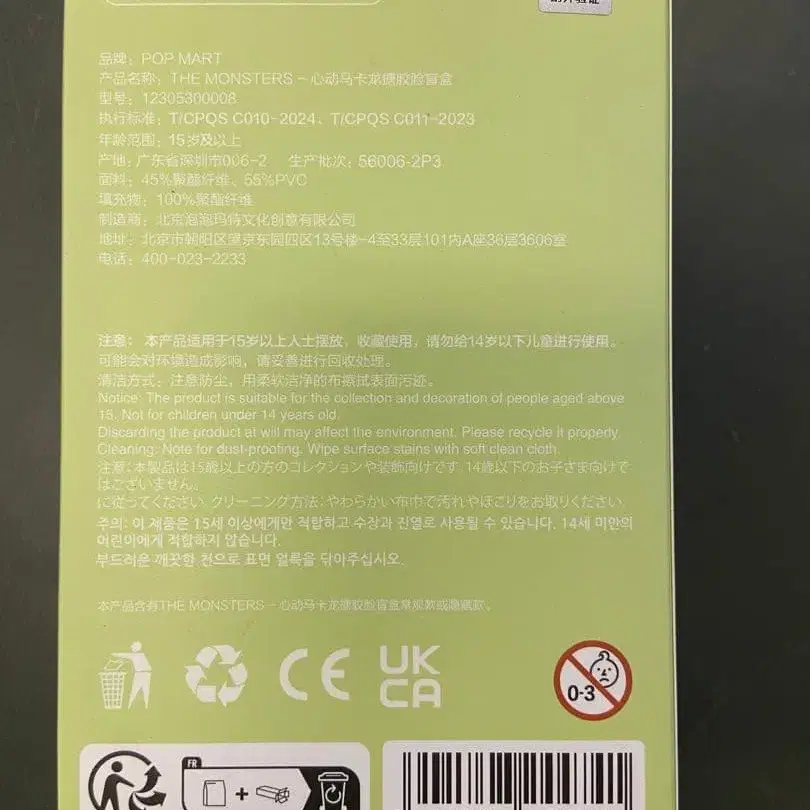 品牌：POP MART
产品名称：THE MONSTERS - 心动马卡龙搪胶脸盲盒
型号：12305300008
执行标准：T/CPQS C010-2024、T/CPQS C011-2023
年龄范围：15岁及以上
产地：广东省深圳市006-2 生产批次：56006-2P3
面料：45%聚酯纤维、55%PVC
填充物：100%聚酯纤维
制造商：北京泡泡玛特文化创意有限公司
地址：北京市朝阳区望京东园四区13号楼-4至33层101内A座36层3606室
电话：400-023-2233
注意：本产品适用于15岁以上人士摆放，收藏使用，请勿给14岁以下儿童进行使用。
可能会对环境造成影响，请妥善进行回收处理。
清洁方式：注意防尘，用柔软洁净的布擦拭表面污迹。
Notice: The product is suitable for the collection and decoration of people aged above
15. Not for children under 14 years old.
Discarding the product at will may affect the environment. Please recycle it properly.
Cleaning: Note for dust-proofing. Wipe surface stains with soft clean cloth.
注意：本製品は15歳以上の方のコレクションや装飾向けです。14歳以下のお子さま向けで
はございません。
に従ってください。クリーニング方法：やわらかい布巾で汚れやほこりをお取りください。
주의: 이 제품은 15세 이상에게만 적합하고 수장과 진열로 사용될 수 있습니다. 14세 미만의
어린이에게 적합하지 않습니다.
부드러운 깨끗한 천으로 표면 얼룩을 닦아주십시오.
本产品含有THE MONSTERS - 心动马卡龙搪胶脸盲盒常规款或隐藏款。
CE
UK
CA
0-3
FR
+